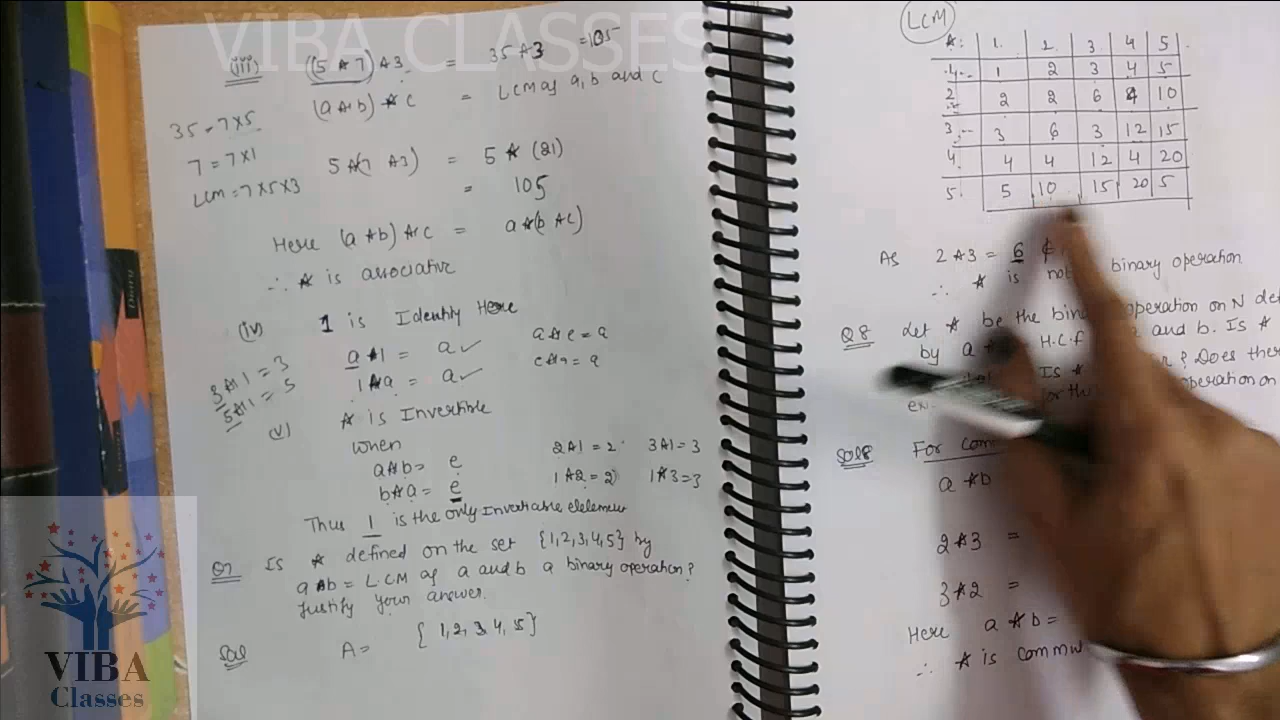 VIBA CLASSES
(iii) (5 * 7) * 3 = 35 * 3 = 105
(a * b) * c = LCM of a, b and c
35 = 7 x 5
7 = 7 x 1
LCM = 7 x 5 x 3
5 * (7 * 3) = 5 * (21)
= 105
Here (a * b) * c = a * (b * c)
∴ * is associative
(iv) 1 is Identity Here
a * 1 = a ✓ a * e = a
1 * a = a ✓ e * a = a
3 * 1 = 3
5 * 1 = 5
(v) * is Invertible
when
a * b = e 2 * 1 = 2 3 * 1 = 3
b * a = e 1 * 2 = 2 1 * 3 = 3
Thus 1 is the only Invertible element
Q7 Is * defined on the set {1,2,3,4,5} by
a * b = L.CM of a and b a binary operation?
Justify your answer.
Sol A = {1,2,3,4,5}
VIBA
Classes
LCM
*: 1. 2. 3 4 5
1 1 2 3 4 5
2 2 2 6 4 10
3 3 6 3 12 15
4. 4 4 12 4 20
5. 5 10 15 20 5
As 2 * 3 = 6 ∉
∴ * is not binary operation
Q8 Let * be the operation on N
by a H.C.F and b. Is *
? Does there
Is * operation on
Sol8 For
a * b
2 * 3 =
3 * 2 =
Here a * b =
∴ * is
Diary